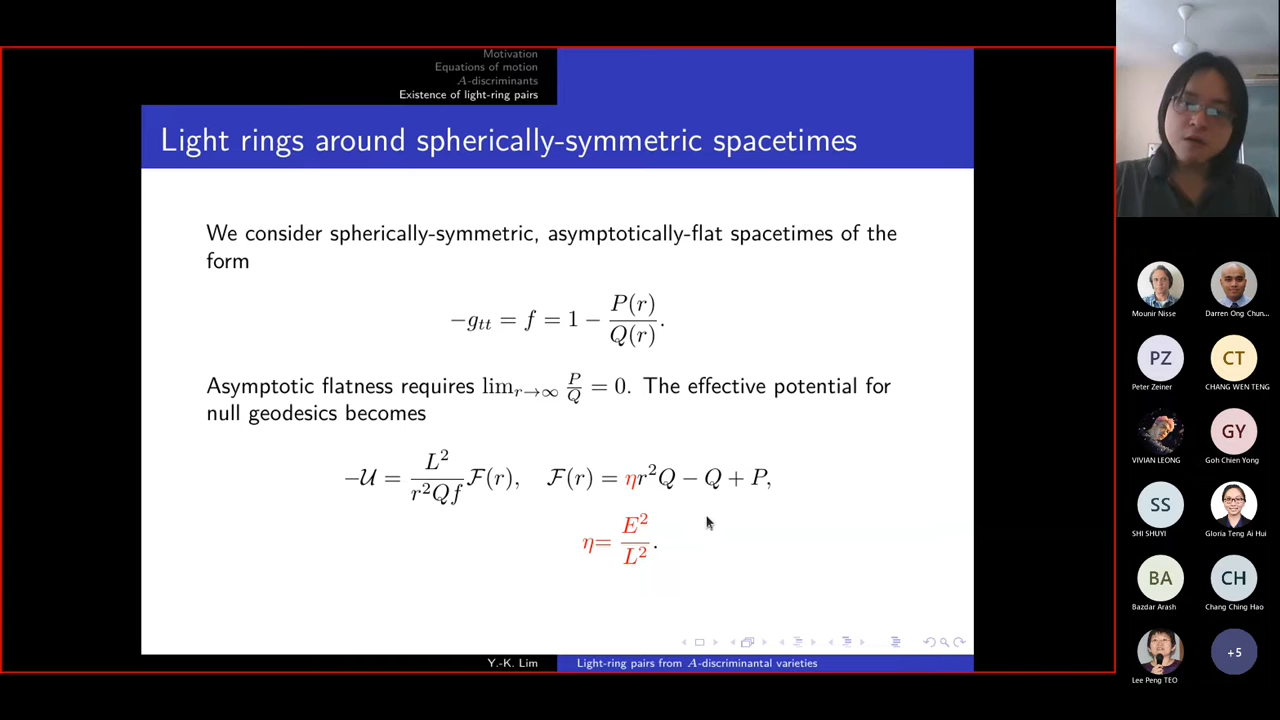 Motivation
Equations of motion
A-discriminants
Existence of light-ring pairs
Light rings around spherically-symmetric spacetimes
We consider spherically-symmetric, asymptotically-flat spacetimes of the
form
−g_{tt} = f = 1 − P(r)/Q(r).
Asymptotic flatness requires lim_{r→∞} P/Q = 0. The effective potential for
null geodesics becomes
−𝒰 = L²/(r²Qf) ℱ(r), ℱ(r) = ηr²Q − Q + P,
η = E²/L².
Y.-K. Lim
Light-ring pairs from A-discriminantal varieties
Mounir Nisse
Darren Ong Chun...
PZ
CT
Peter Zeiner
CHANG WEN TENG
GY
VIVIAN LEONG
Goh Chien Yong
SS
SHI SHUYI
Gloria Teng Ai Hui
BA
CH
Bazdar Arash
Chang Ching Hao
+5
Lee Peng TEO